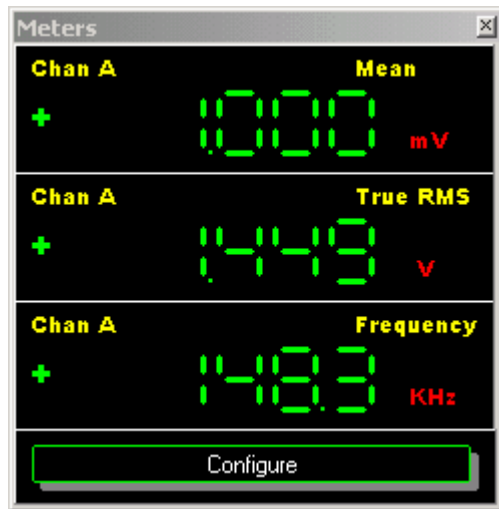 Meters
Chan A Mean
+ 1.000 mV
Chan A True RMS
+ 1.449 V
Chan A Frequency
+ 148.3 KHz
Configure